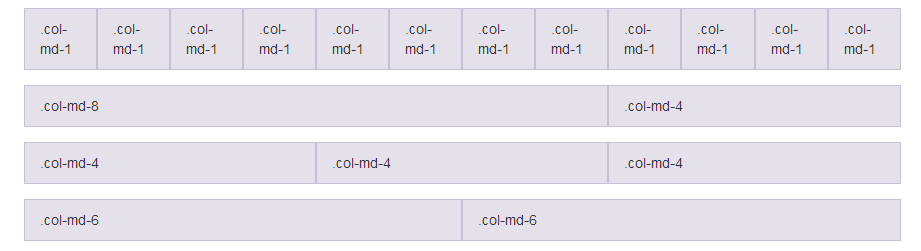 .col- .col- .col- .col- .col- .col- .col- .col- .col- .col- .col- .col-
md-1 md-1 md-1 md-1 md-1 md-1 md-1 md-1 md-1 md-1 md-1 md-1
.col-md-8 .col-md-4
.col-md-4 .col-md-4 .col-md-4
.col-md-6 .col-md-6